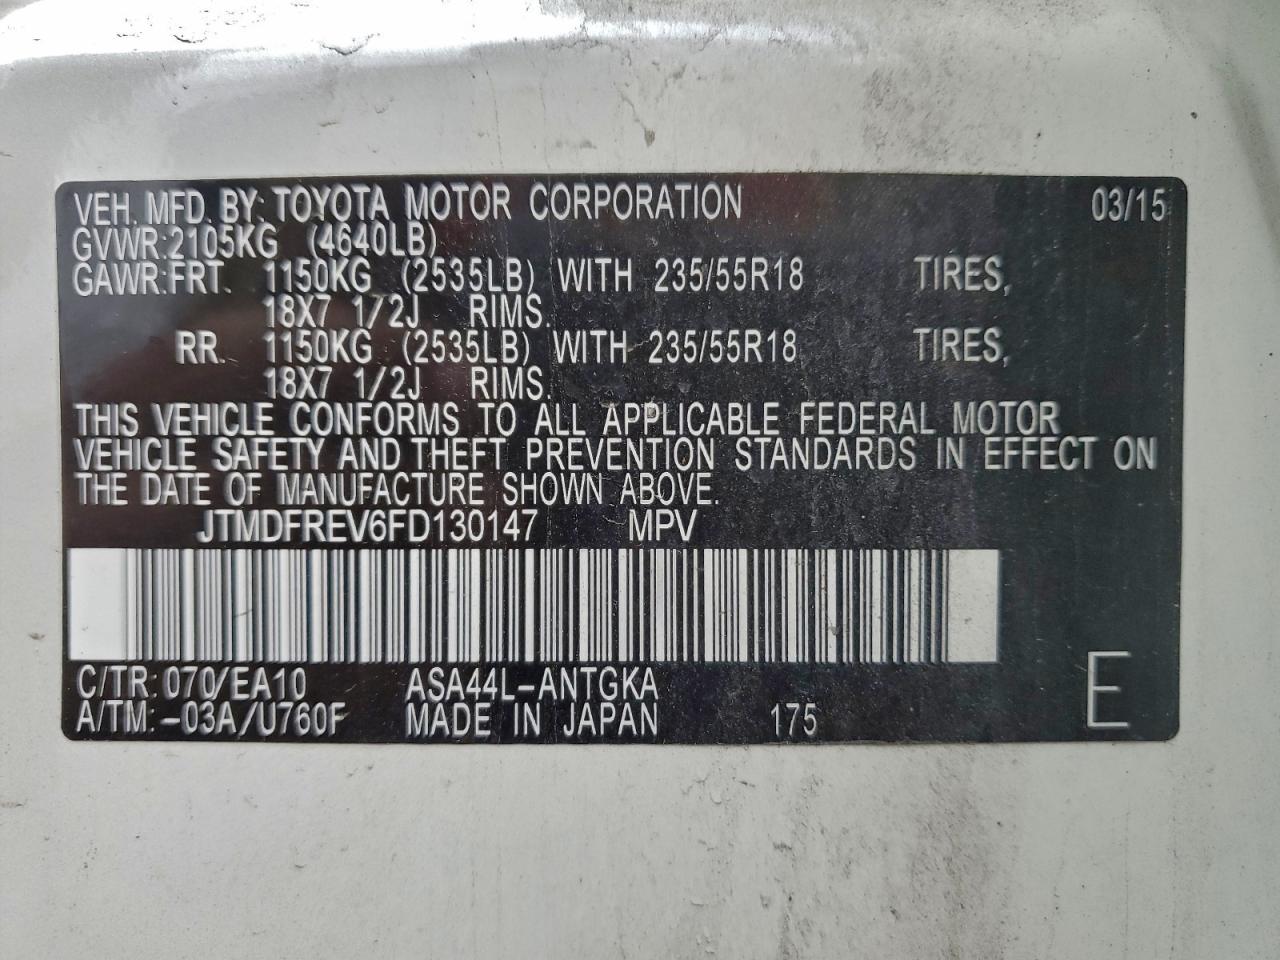 VEH. MFD. BY: TOYOTA MOTOR CORPORATION 03/15
GVWR:2105KG (4640LB)
GAWR:FRT. 1150KG (2535LB) WITH 235/55R18 TIRES,
18X7 1/2J RIMS.
RR. 1150KG (2535LB) WITH 235/55R18 TIRES,
18X7 1/2J RIMS.
THIS VEHICLE CONFORMS TO ALL APPLICABLE FEDERAL MOTOR
VEHICLE SAFETY AND THEFT PREVENTION STANDARDS IN EFFECT ON
THE DATE OF MANUFACTURE SHOWN ABOVE.
JTMDFREV6FD130147 MPV
C/TR:070/EA10 ASA44L-ANTGKA
A/TM:-03A/U760F MADE IN JAPAN 175 E